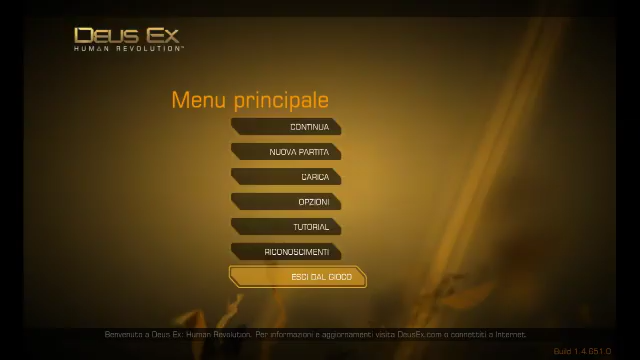 DEUS EX
HUMAN REVOLUTION™
Menu principale
CONTINUA
NUOVA PARTITA
CARICA
OPZIONI
TUTORIAL
RICONOSCIMENTI
ESCI DAL GIOCO
Benvenuto a Deus Ex: Human Revolution. Per informazioni e aggiornamenti visita DeusEx.com o connettiti a Internet.
Build 1.4.651.0